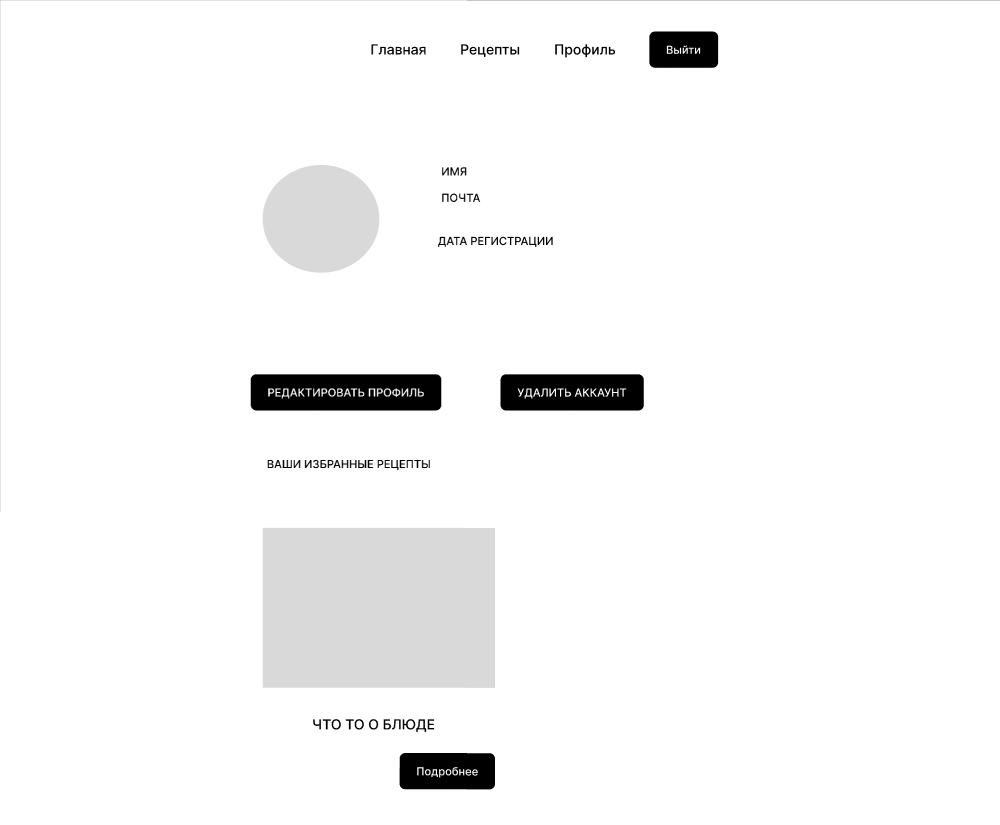 Главная Рецепты Профиль Выйти
ИМЯ
ПОЧТА
ДАТА РЕГИСТРАЦИИ
РЕДАКТИРОВАТЬ ПРОФИЛЬ УДАЛИТЬ АККАУНТ
ВАШИ ИЗБРАННЫЕ РЕЦЕПТЫ
ЧТО ТО О БЛЮДЕ
Подробнее